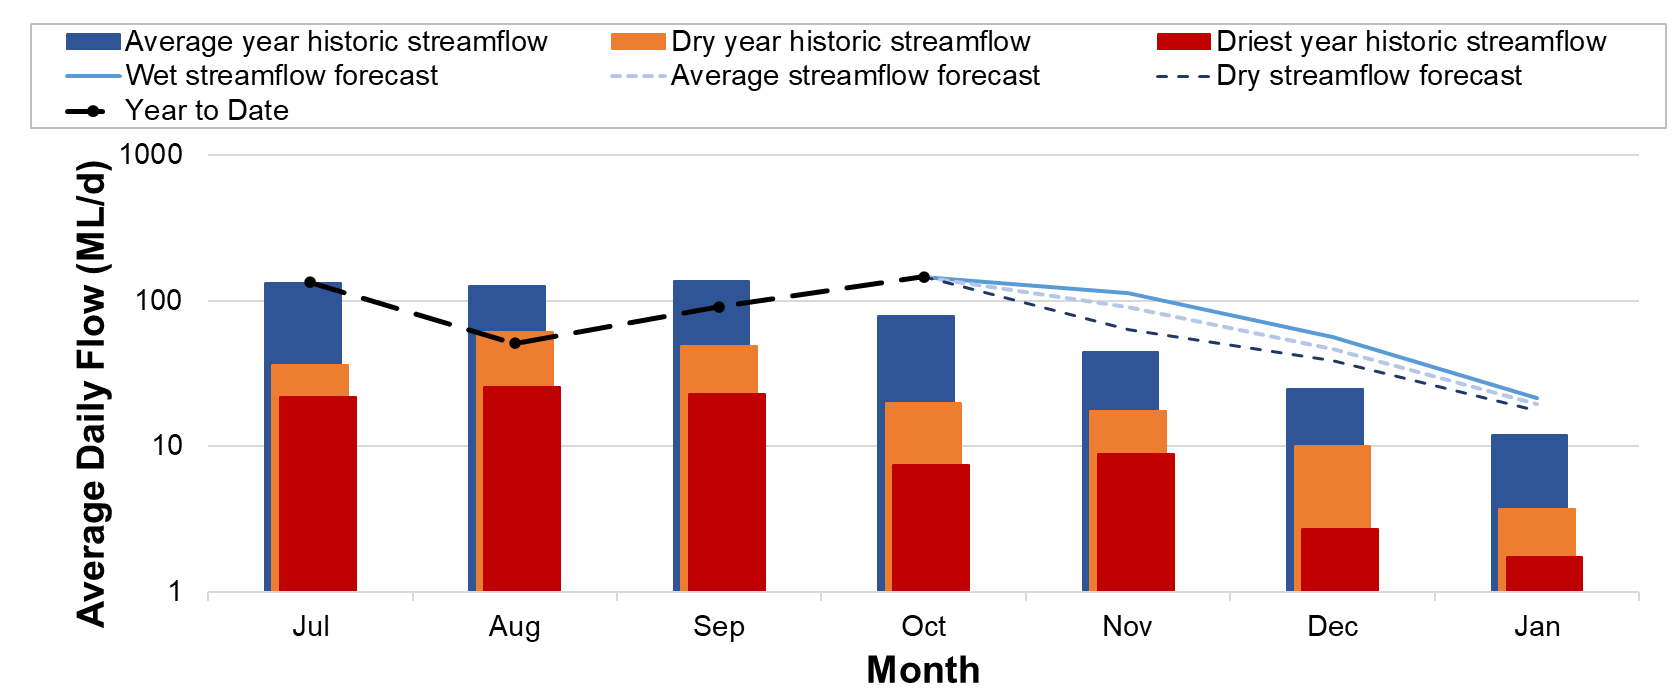 Average year historic streamflow Dry year historic streamflow Driest year historic streamflow
Wet streamflow forecast Average streamflow forecast Dry streamflow forecast
Year to Date
Average Daily Flow (ML/d)
1000
100
10
1
Jul Aug Sep Oct Nov Dec Jan
Month